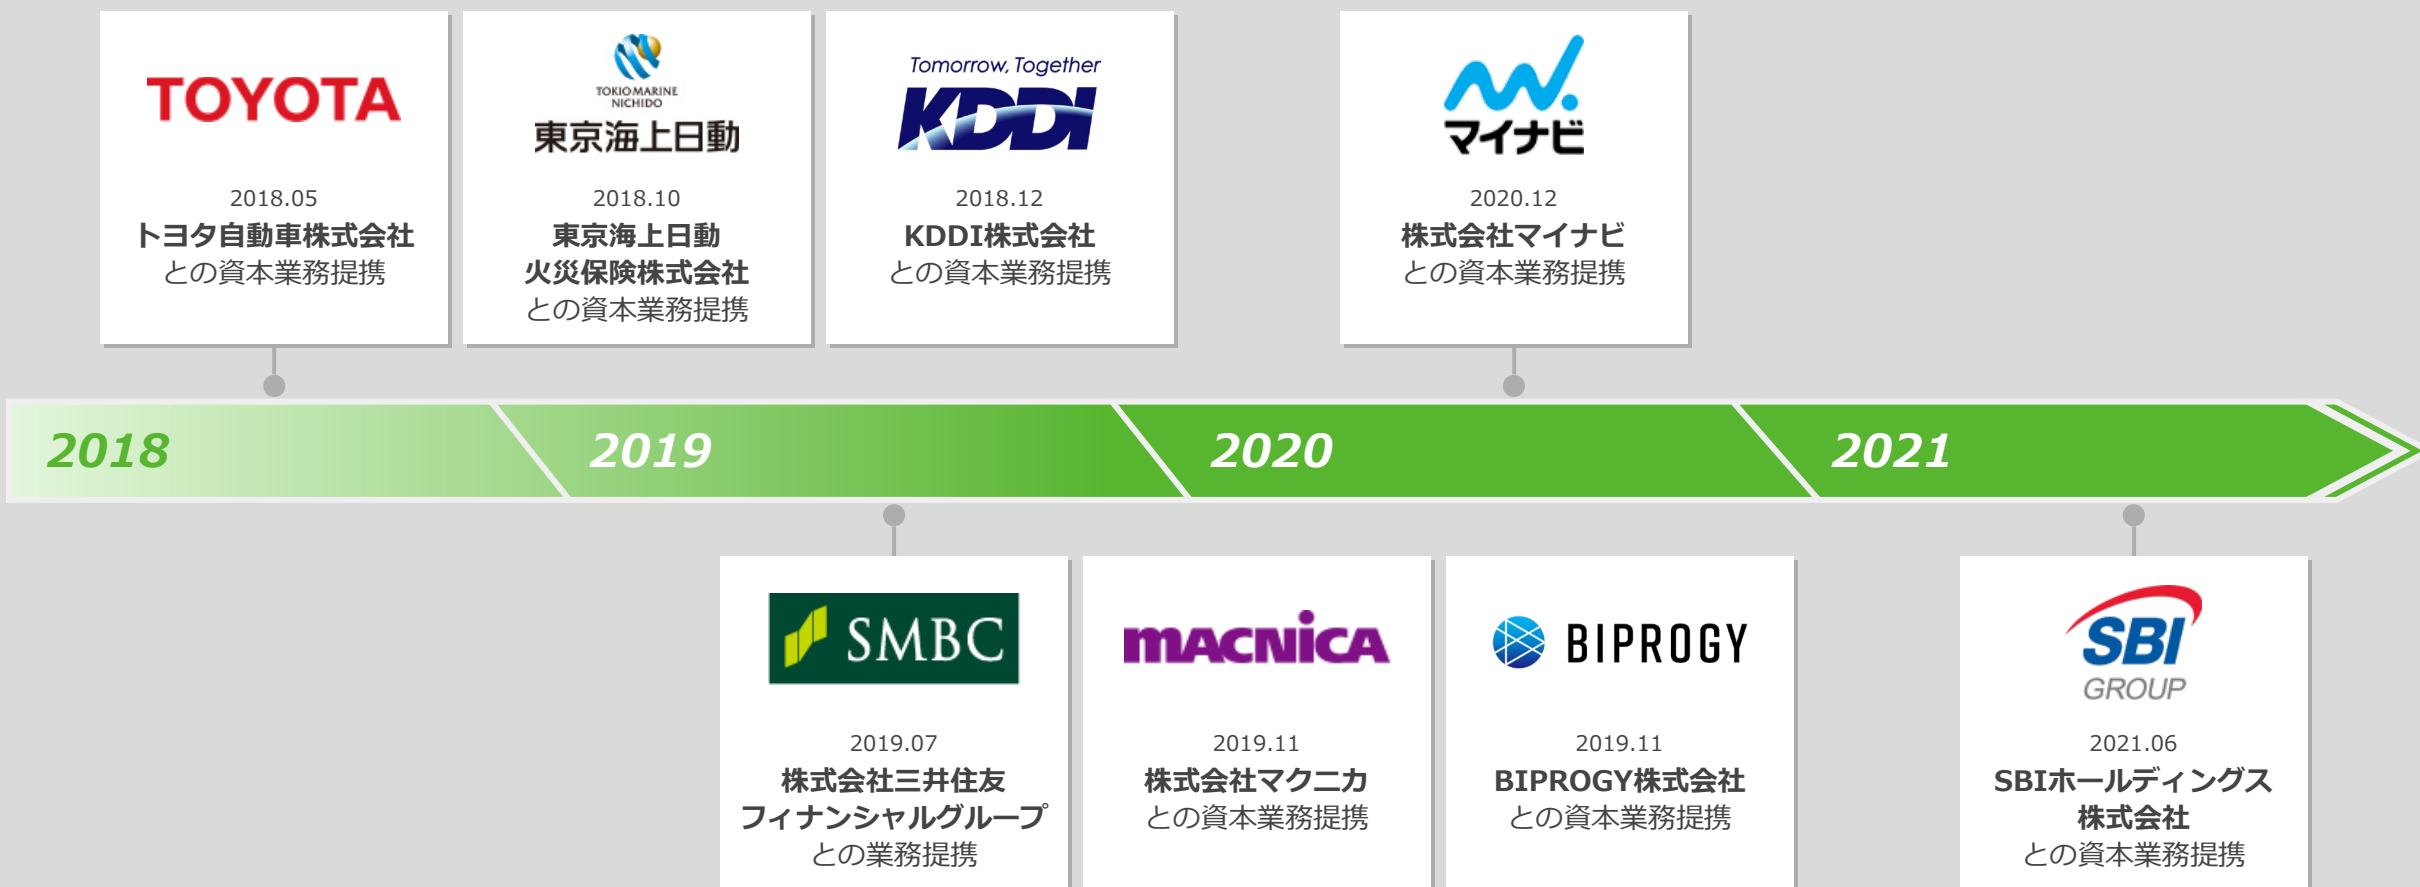 TOYOTA
2018.05
トヨタ自動車株式会社
との資本業務提携
TOKIO MARINE
NICHIDO
東京海上日動
2018.10
東京海上日動
火災保険株式会社
との資本業務提携
Tomorrow, Together
KDDI
2018.12
KDDI株式会社
との資本業務提携
マイナビ
2020.12
株式会社マイナビ
との資本業務提携
2018
2019
2020
2021
SMBC
2019.07
株式会社三井住友
フィナンシャルグループ
との業務提携
MACNICA
2019.11
株式会社マクニカ
との資本業務提携
BIPROGY
2019.11
BIPROGY株式会社
との資本業務提携
SBI
GROUP
2021.06
SBIホールディングス
株式会社
との資本業務提携